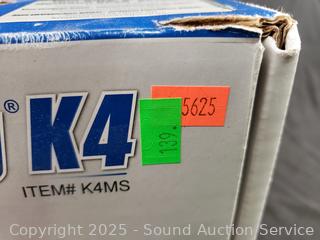 ® K4
ITEM# K4MS
139.
5625
Copyright 2025 - Sound Auction Service